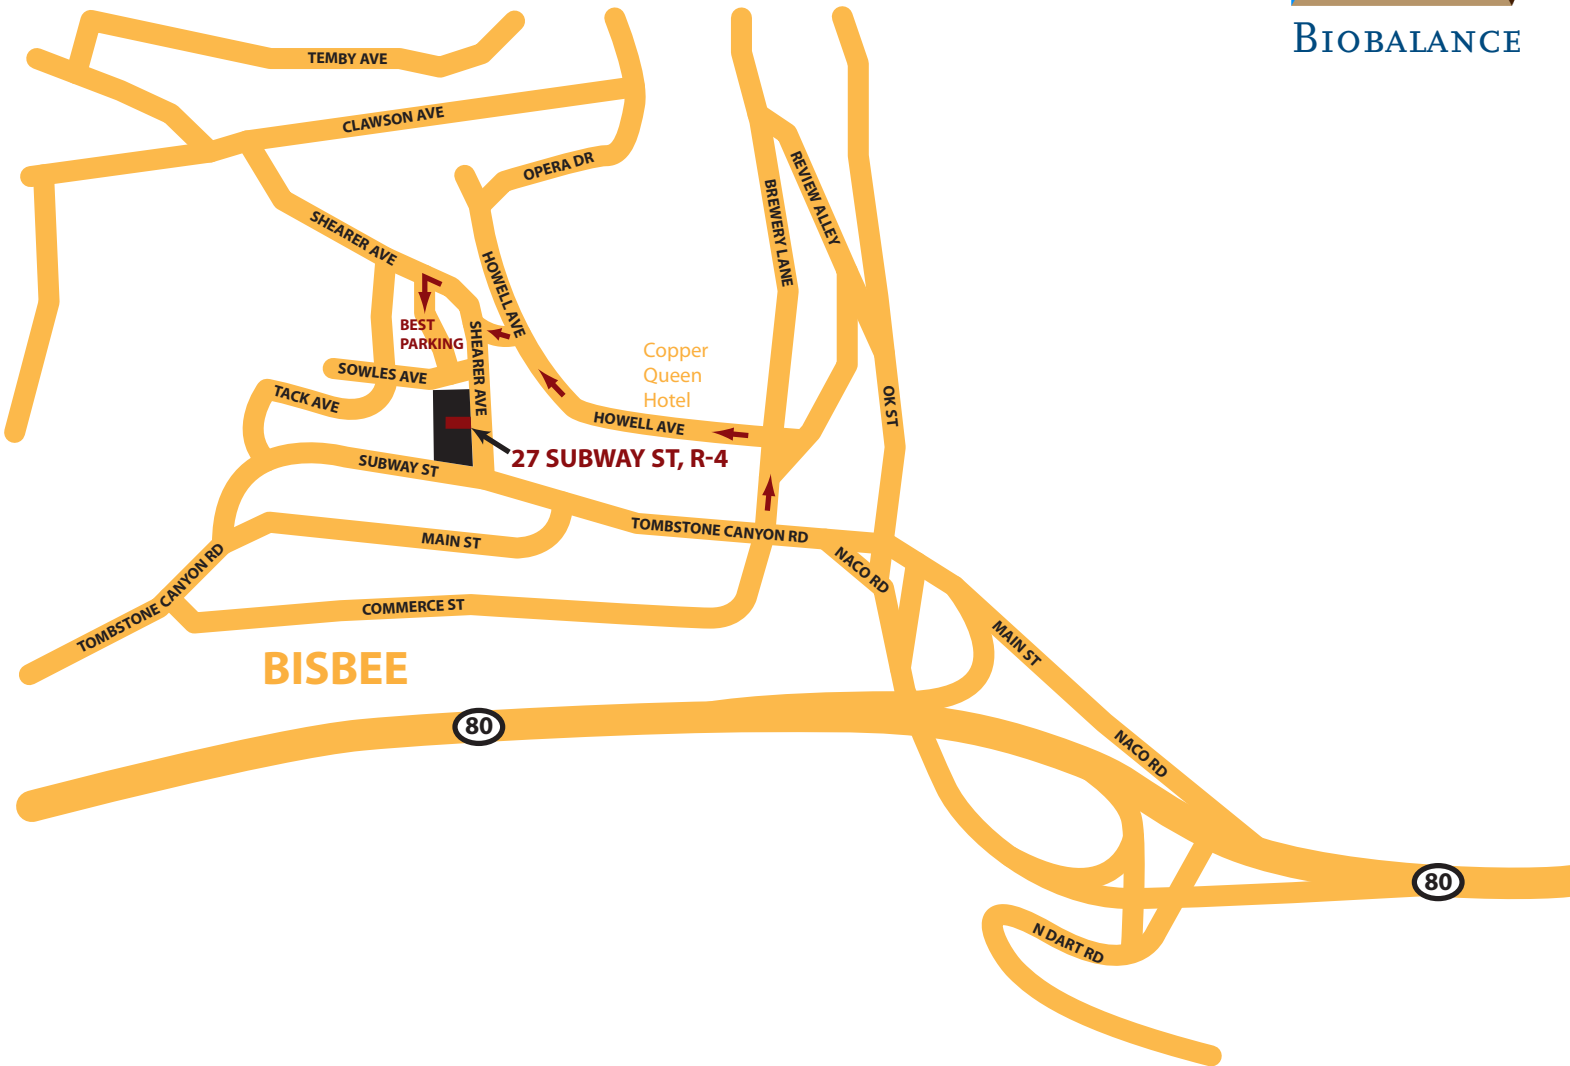 BIOBALANCE
TEMBY AVE
CLAWSON AVE
OPERA DR
SHEARER AVE
REVIEW ALLEY
BREWERY LANE
HOWELL AVE
BEST
PARKING
SHEARER AVE
SOWLES AVE
TACK AVE
Copper
Queen
Hotel
OK ST
HOWELL AVE
27 SUBWAY ST, R-4
SUBWAY ST
TOMBSTONE CANYON RD
MAIN ST
NACO RD
TOMBSTONE CANYON RD
COMMERCE ST
MAIN ST
BISBEE
80
NACO RD
80
N DART RD